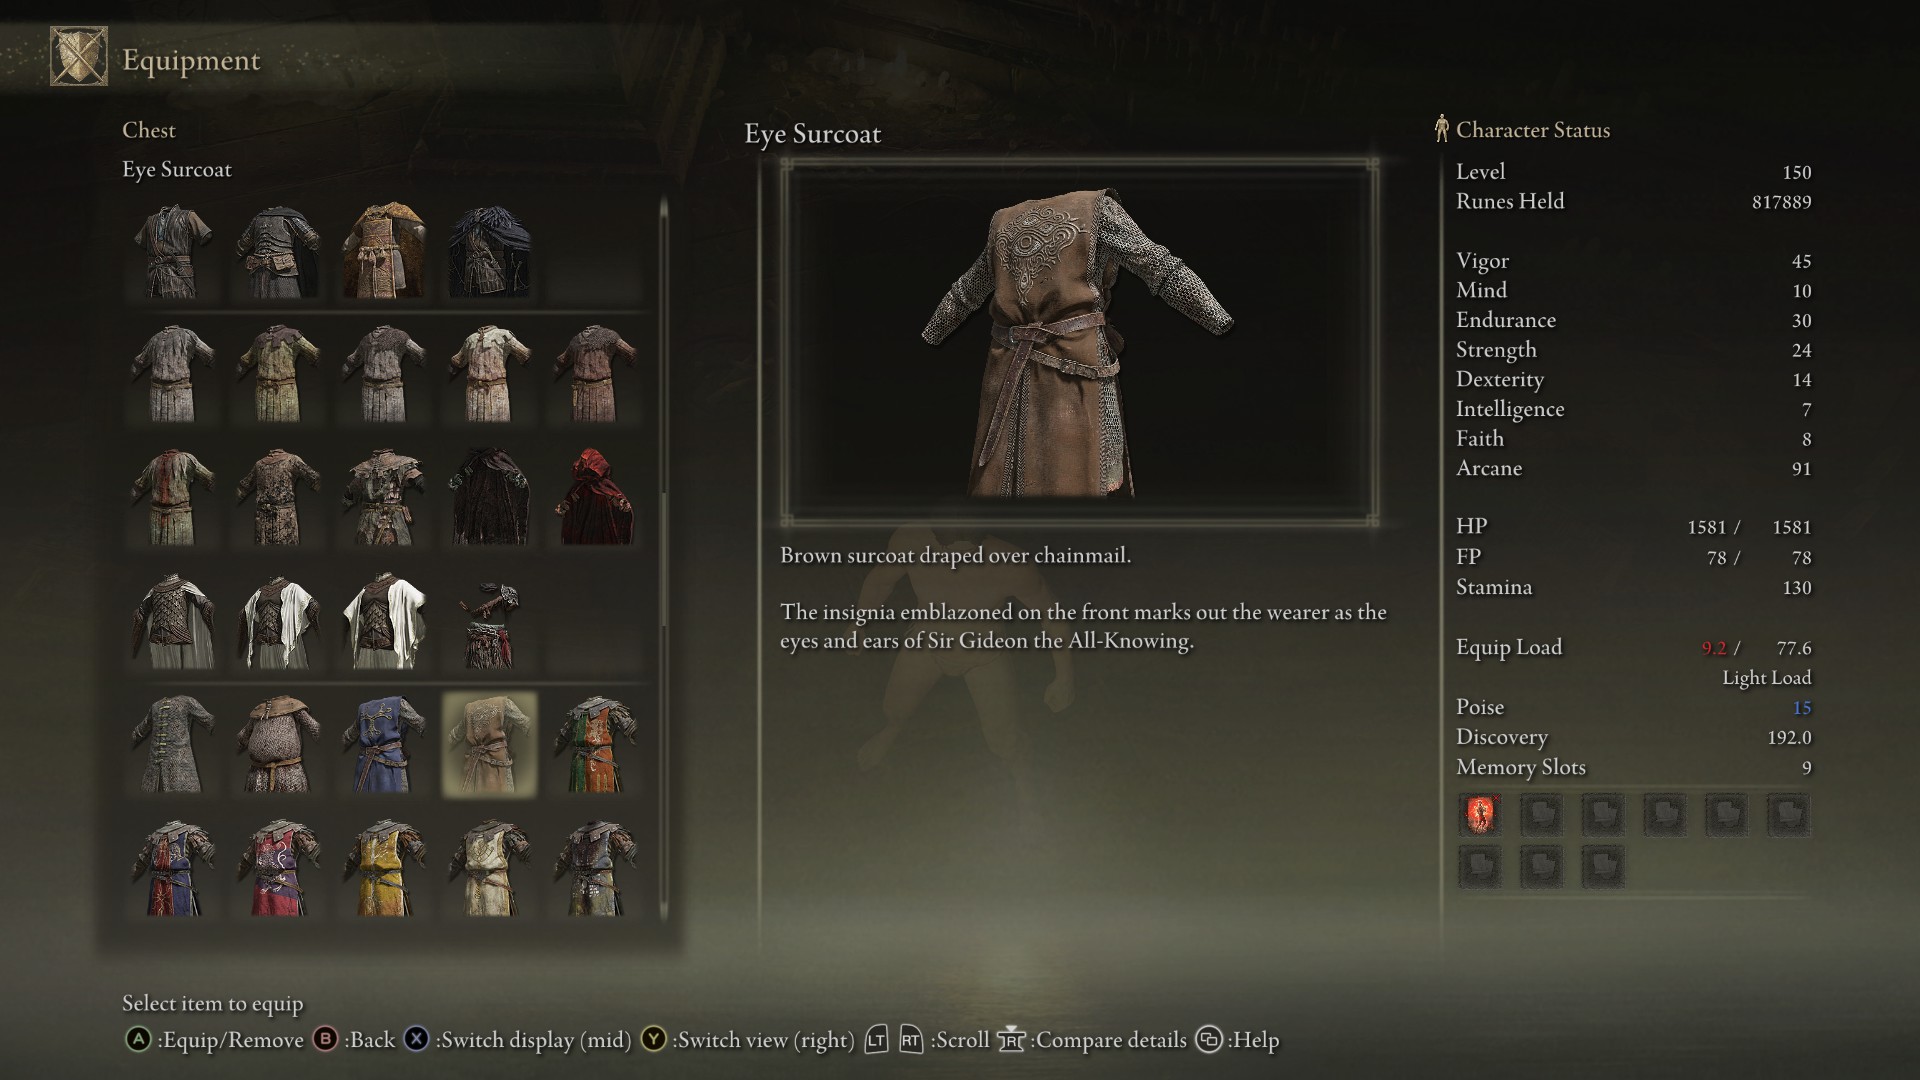 Equipment
Chest
Eye Surcoat
Eye Surcoat
Brown surcoat draped over chainmail.
The insignia emblazoned on the front marks out the wearer as the
eyes and ears of Sir Gideon the All-Knowing.
Character Status
Level 150
Runes Held 817889
Vigor 45
Mind 10
Endurance 30
Strength 24
Dexterity 14
Intelligence 7
Faith 8
Arcane 91
HP 1581 / 1581
FP 78 / 78
Stamina 130
Equip Load 9.2 / 77.6
Light Load
Poise 15
Discovery 192.0
Memory Slots 9
Select item to equip
A :Equip/Remove B :Back X :Switch display (mid) Y :Switch view (right) LT RT :Scroll R :Compare details :Help